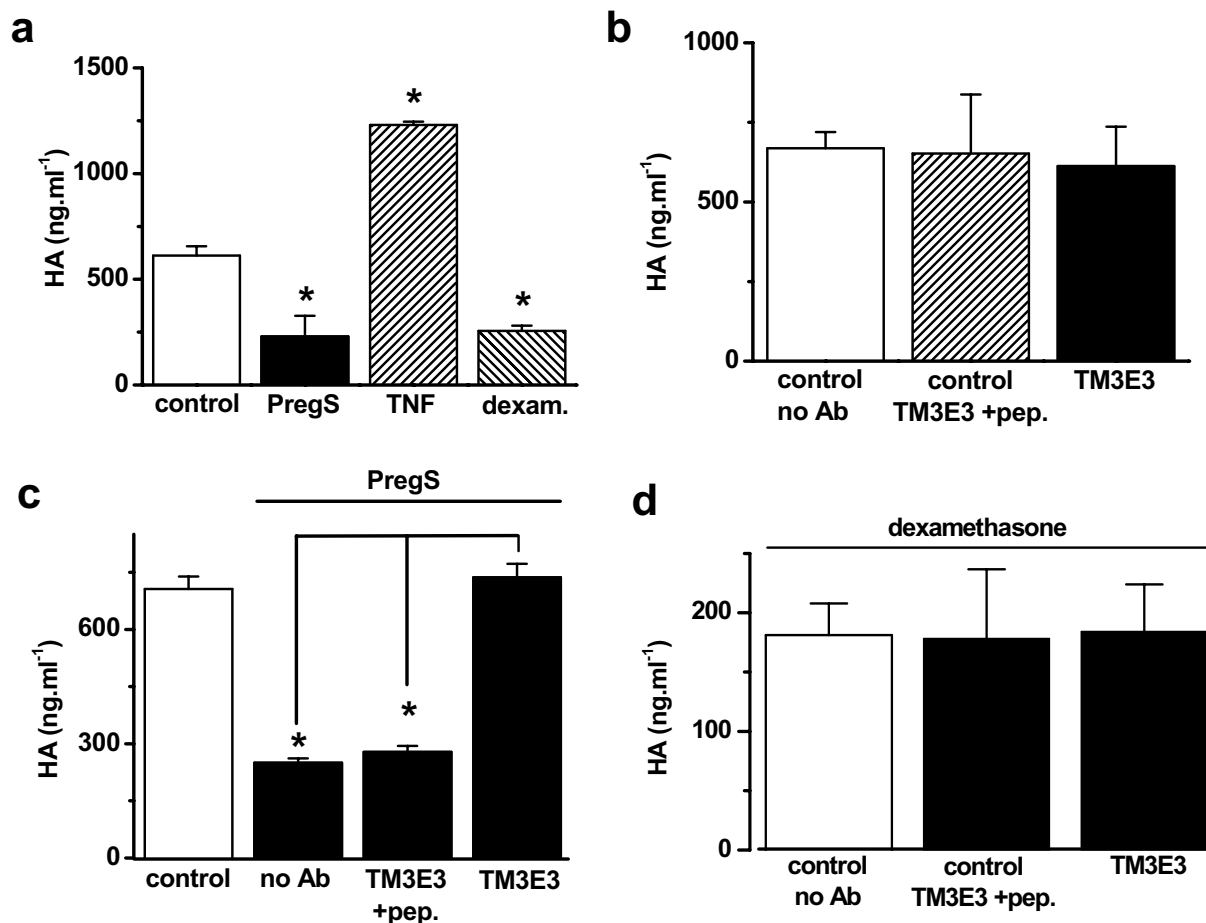 a
1500
1000
500
0
HA (ng.ml⁻¹)
*
*
*
control PregS TNF dexam.
b
1000
500
0
HA (ng.ml⁻¹)
control control TM3E3
no Ab TM3E3 +pep.
c
PregS
600
300
0
HA (ng.ml⁻¹)
*
*
control no Ab TM3E3 TM3E3
+pep.
d
dexamethasone
200
100
0
HA (ng.ml⁻¹)
control control TM3E3
no Ab TM3E3 +pep.